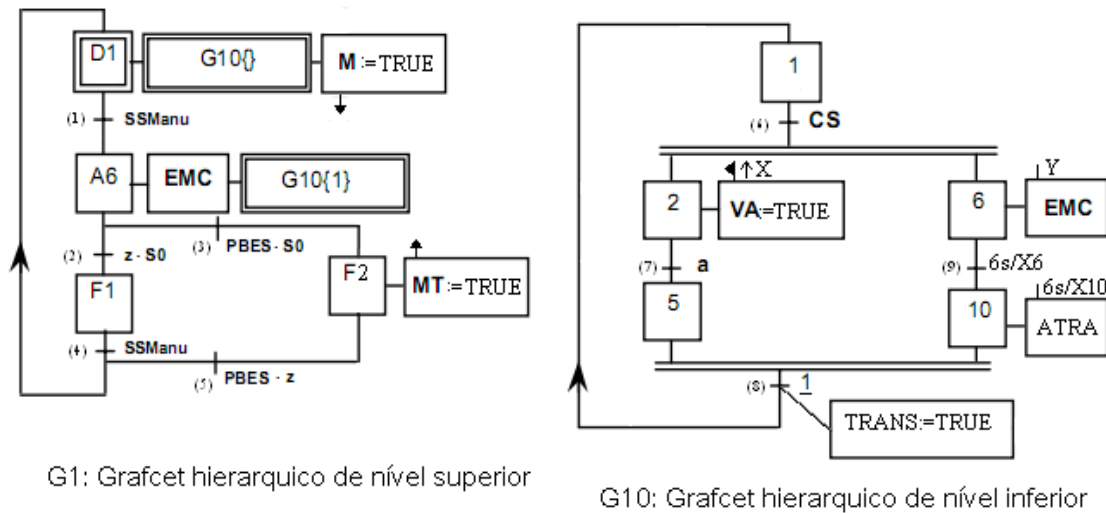 D1
G10{}
M:=TRUE
(1) SSManu
A6
EMC
G10{1}
(2) z · S0
(3) PBES · S0
F1
F2
MT:=TRUE
(4) SSManu
(5) PBES · z
G1: Grafcet hierarquico de nível superior
1
(6) CS
2
↑X
VA:=TRUE
6
Y
EMC
(7) a
(9) 6s/X6
5
10
6s/X10
ATRA
(8) 1
TRANS:=TRUE
G10: Grafcet hierarquico de nível inferior